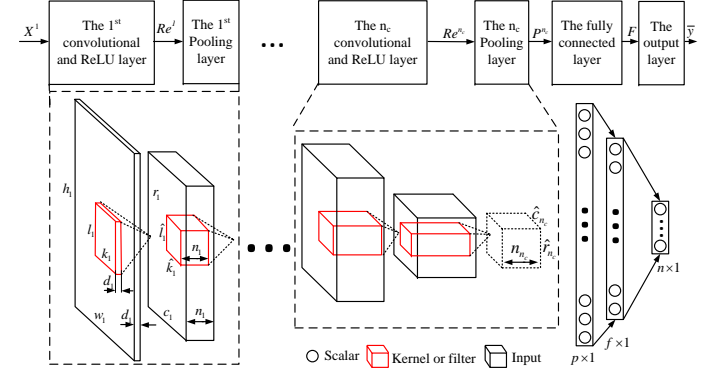 X¹
The 1st
convolutional
and ReLU layer
Re¹
The 1st
Pooling
layer
The n_c
convolutional
and ReLU layer
Re^{n_c}
The n_c
Pooling
layer
P^{n_c}
The fully
connected
layer
F
The
output
layer
ȳ
h₁
l₁
k₁
d₁
w₁
d₁
r₁
l̂₁
n₁
k̂₁
c₁
n₁
ĉ_{n_c}
n_{n_c}
r̂_{n_c}
n×1
f×1
p×1
Scalar
Kernel or filter
Input